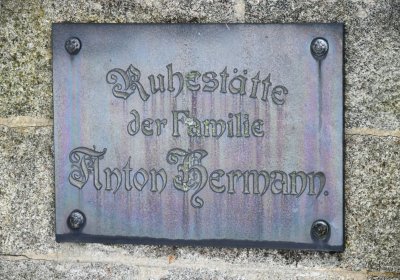 Ruhestätte
der Familie
Anton Hermann.